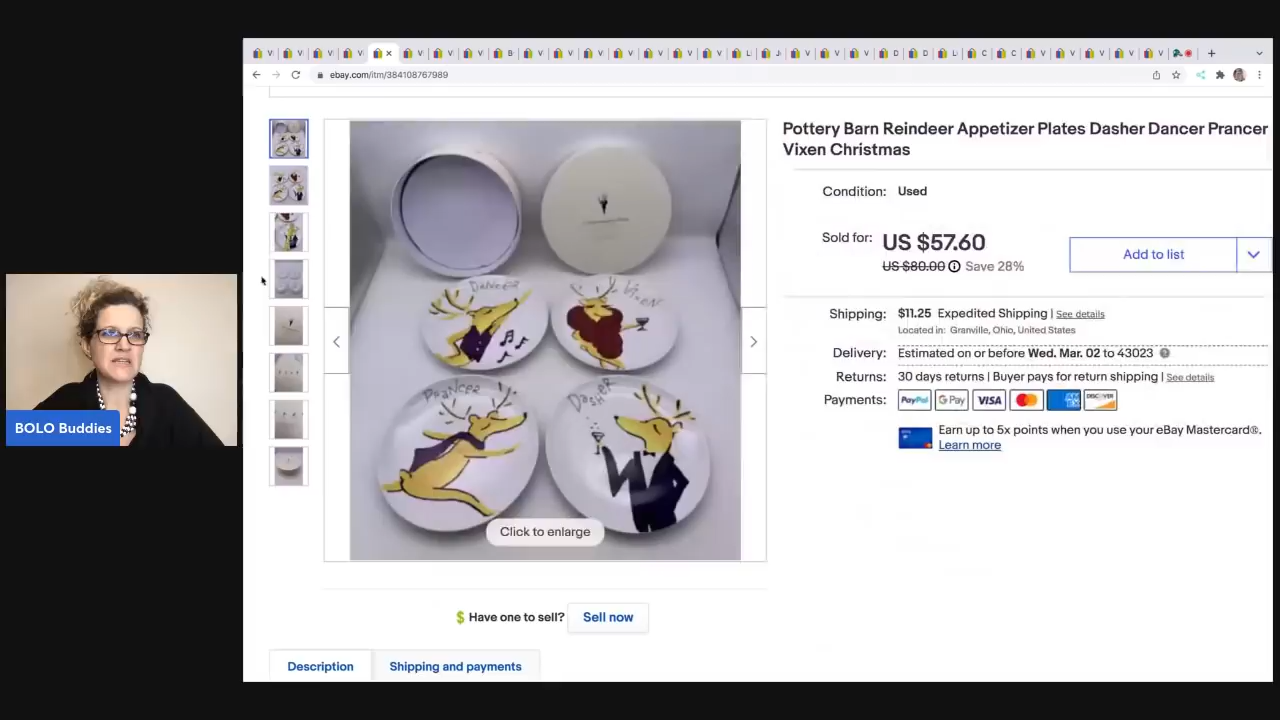 ebay.com/itm/384108767989
Pottery Barn Reindeer Appetizer Plates Dasher Dancer Prancer
Vixen Christmas
Condition: Used
Sold for: US $57.60
US $80.00 Save 28%
Add to list
Shipping: $11.25 Expedited Shipping | See details
Located in: Granville, Ohio, United States
Delivery: Estimated on or before Wed. Mar. 02 to 43023
Returns: 30 days returns | Buyer pays for return shipping | See details
Payments: PayPal G Pay VISA DISCOVER
Earn up to 5x points when you use your eBay Mastercard®.
Learn more
DANCER
VIXEN
PRANCER
DASHER
Click to enlarge
Have one to sell? Sell now
Description Shipping and payments
BOLO Buddies